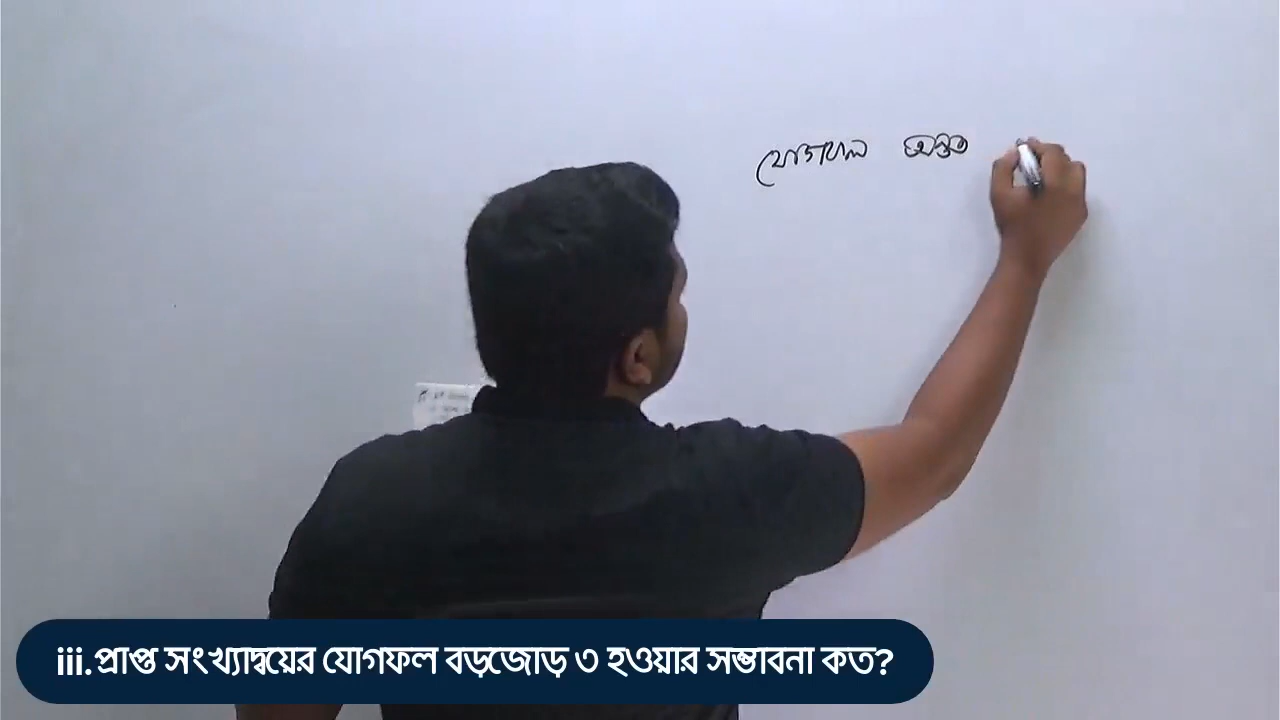 যোগফল অন্তত
iii.প্রাপ্ত সংখ্যাদ্বয়ের যোগফল বড়জোড় ৩ হওয়ার সম্ভাবনা কত?